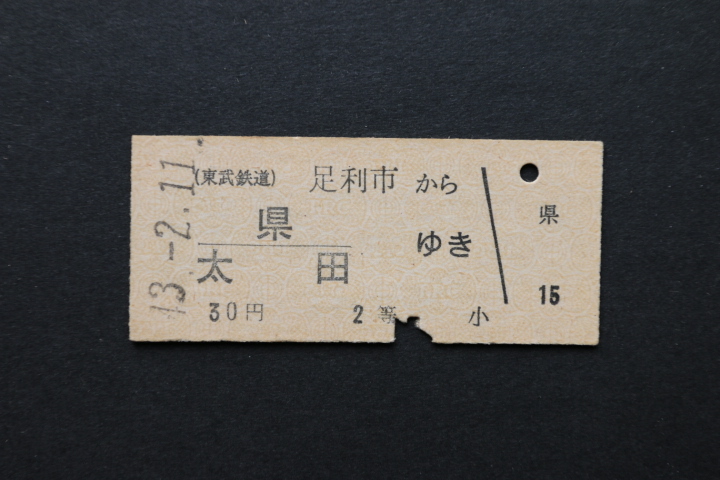 43.-2.11.
(東武鉄道) 足利市から
県
太田
ゆき
30円 2等 小
県
15